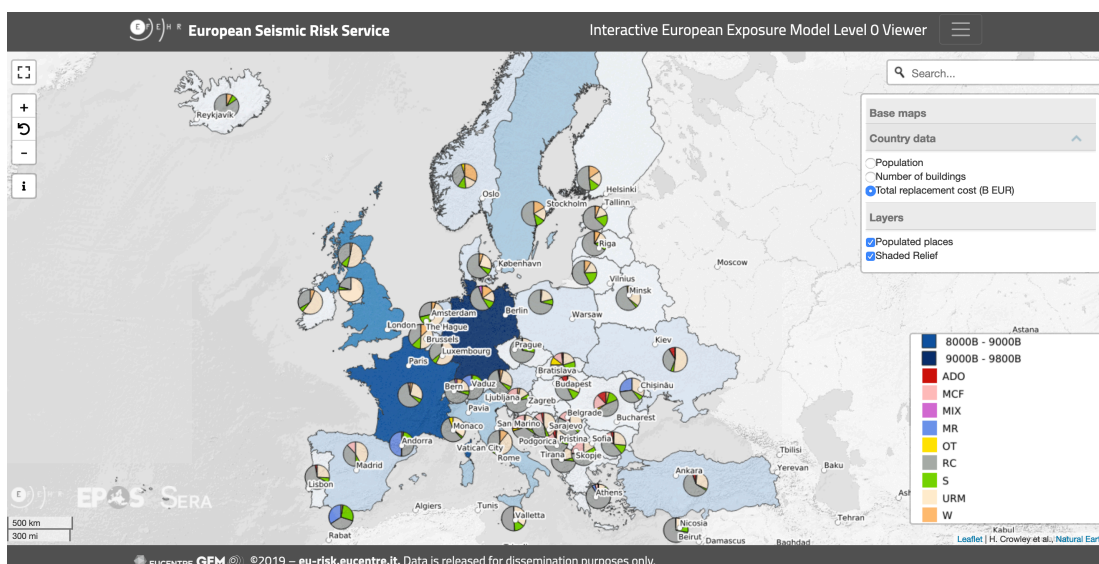 E F E H R European Seismic Risk Service
Interactive European Exposure Model Level 0 Viewer
Search...
+
−
i
Base maps
Country data
Population
Number of buildings
Total replacement cost (B EUR)
Layers
Populated places
Shaded Relief
Reykjavik
Oslo
Helsinki
Stockholm Tallinn
Riga
København
Vilnius
Moscow
Minsk
Amsterdam
Berlin
Warsaw
London The Hague
Brussels
Luxembourg
Prague
Kiev
Astana
Paris
Bratislava
Bern Vaduz
Budapest
Chişinău
Ljubljana
Zagreb
Pavia
Belgrade
Bucharest
Monaco
San Marino Sarajevo
Andorra
Podgorica Pristina Sofia
Vatican City
Rome
Tirana Skopje
Madrid
Tbilisi
Yerevan Baku
Ankara
Lisbon
Athens
Ash
Algiers Tunis
Valletta
Rabat
Nicosia
Beirut Damascus
Baghdad
Tehran
Kabul
8000B - 9000B
9000B - 9800B
ADO
MCF
MIX
MR
OT
RC
S
URM
W
EPOS SERA
500 km
300 mi
Leaflet | H. Crowley et al., Natural Eart
EUCENTRE GEM ©2019 – eu-risk.eucentre.it. Data is released for dissemination purposes only.